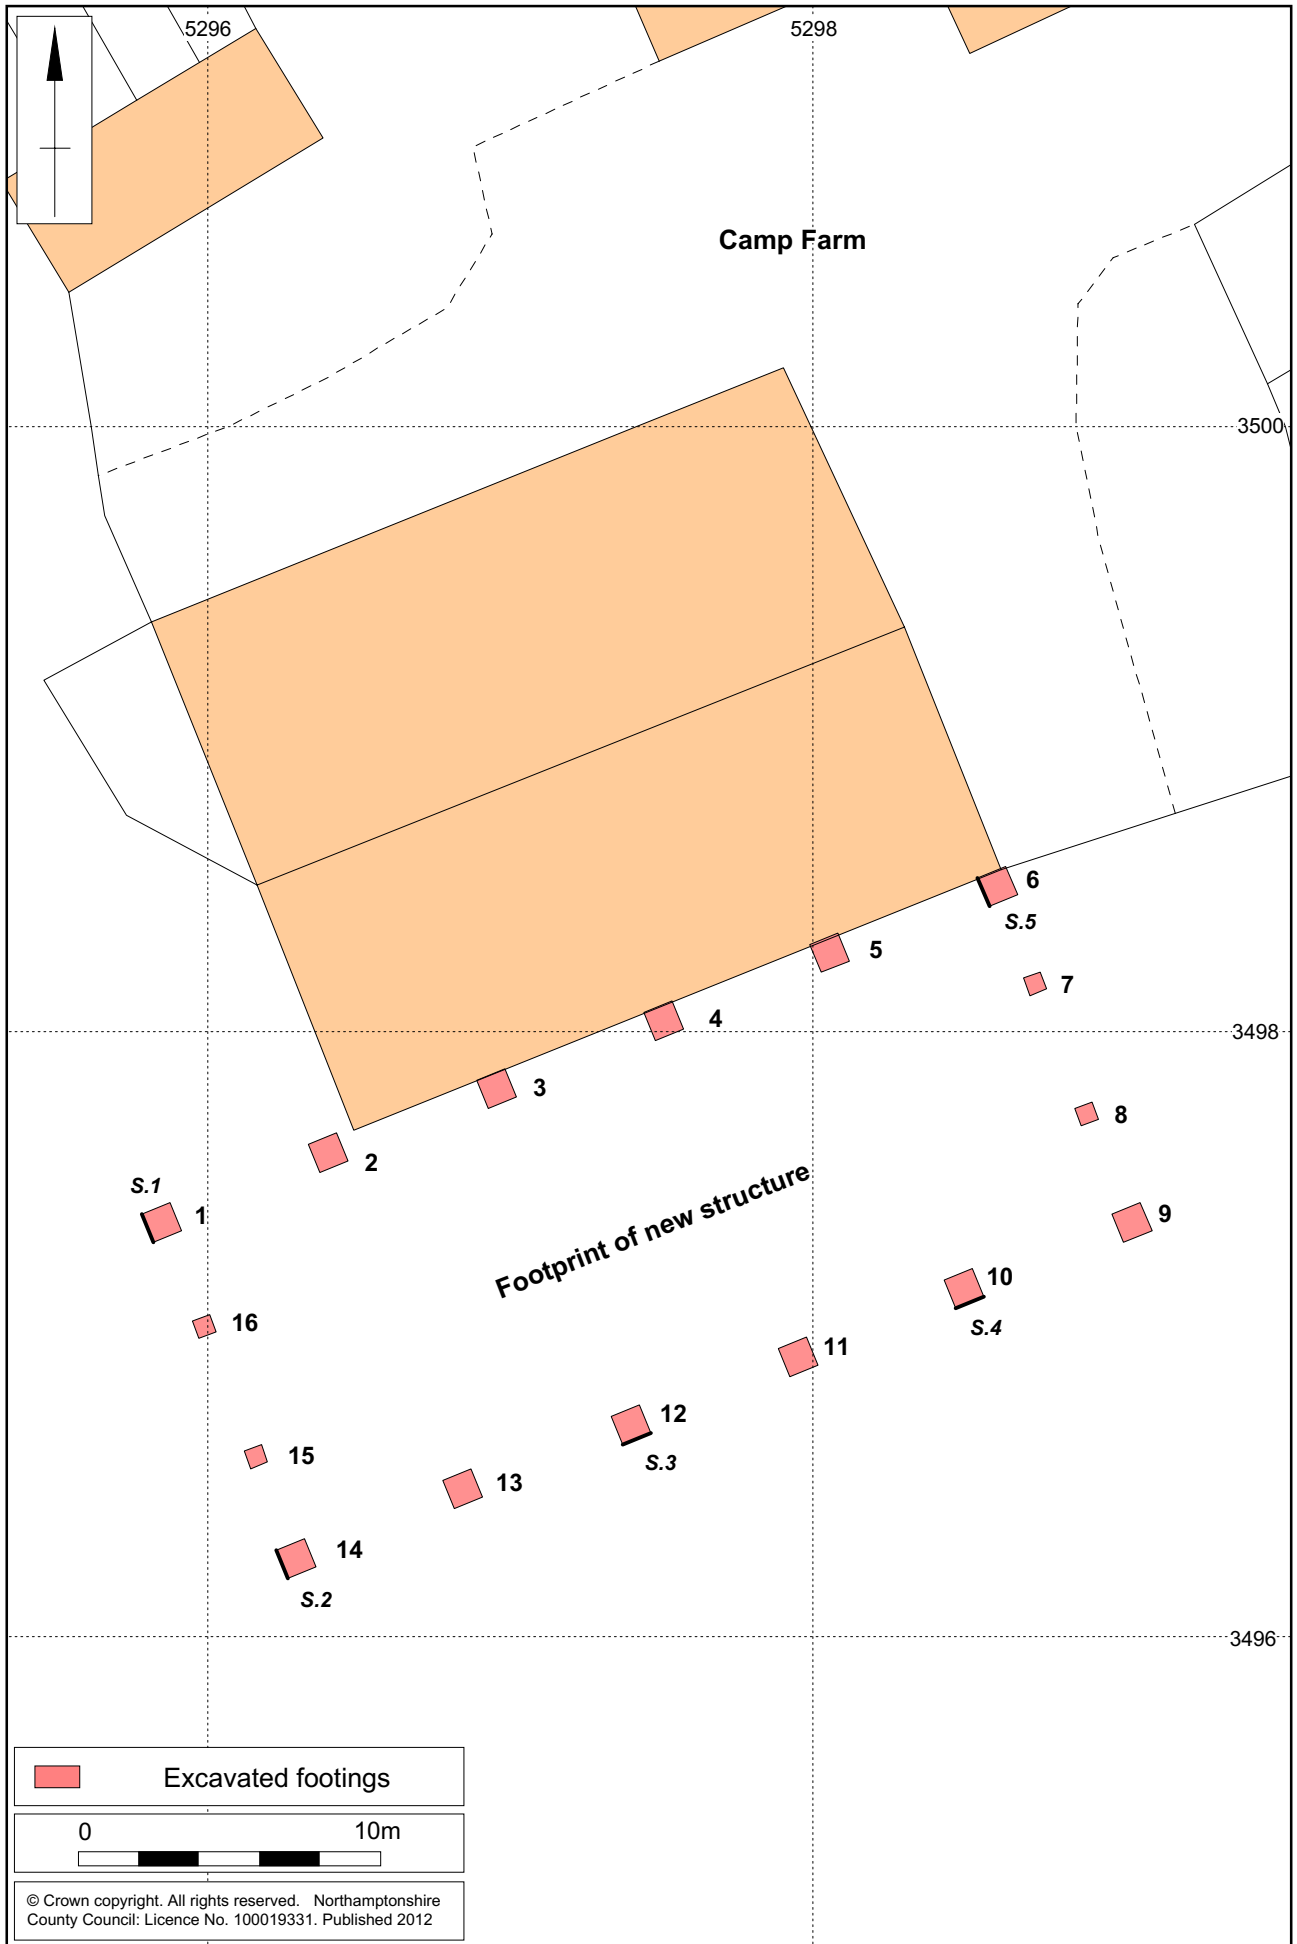 5296
5298
Camp Farm
3500
6
S.5
5
7
4
3498
3
8
2
S.1
1
Footprint of new structure
9
10
16
S.4
11
12
15
S.3
13
14
S.2
3496
Excavated footings
0 10m
© Crown copyright. All rights reserved. Northamptonshire
County Council: Licence No. 100019331. Published 2012